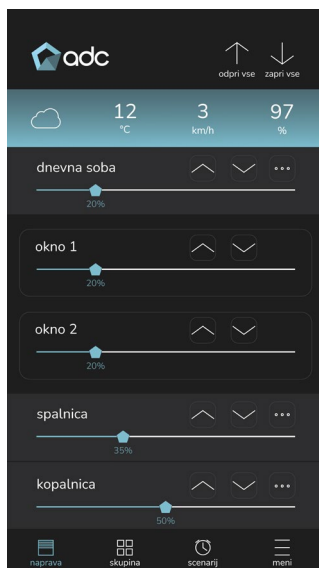 adc
odpri vse zapri vse
12 3 97
°C km/h %
dnevna soba
20%
okno 1
20%
okno 2
20%
spalnica
35%
kopalnica
50%
naprava skupina scenarij meni